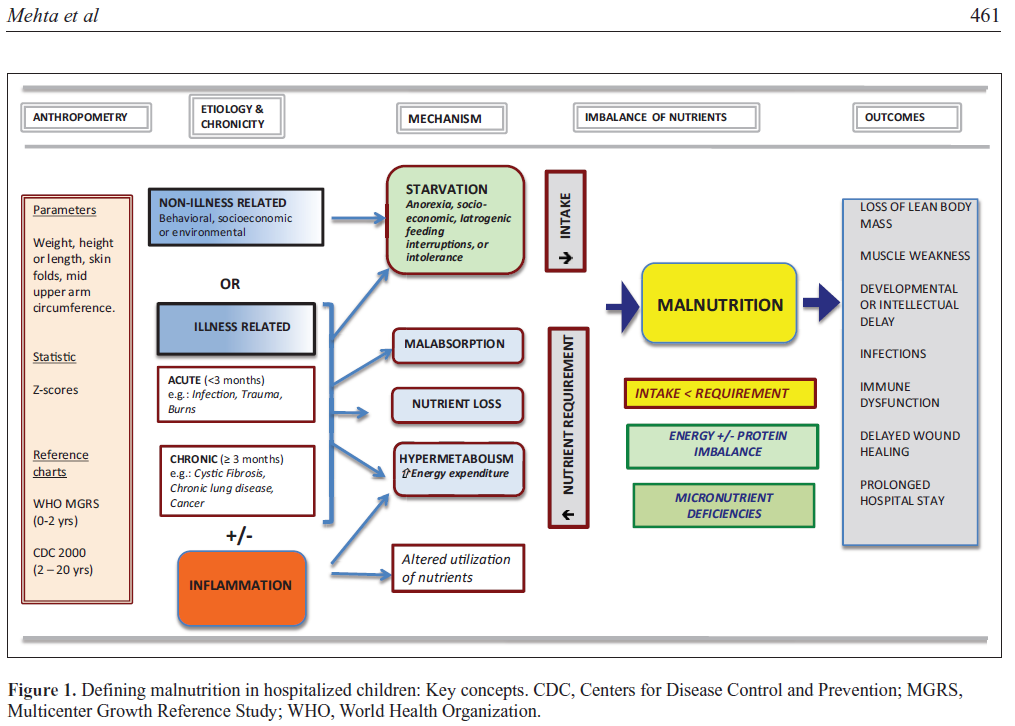 Mehta et al 461
ANTHROPOMETRY
ETIOLOGY &
CHRONICITY
MECHANISM
IMBALANCE OF NUTRIENTS
OUTCOMES
Parameters
Weight, height
or length, skin
folds, mid
upper arm
circumference.
Statistic
Z-scores
Reference
charts
WHO MGRS
(0-2 yrs)
CDC 2000
(2 – 20 yrs)
NON-ILLNESS RELATED
Behavioral, socioeconomic
or environmental
OR
ILLNESS RELATED
ACUTE (<3 months)
e.g.: Infection, Trauma,
Burns
CHRONIC (≥ 3 months)
e.g.: Cystic Fibrosis,
Chronic lung disease,
Cancer
+/-
INFLAMMATION
STARVATION
Anorexia, socio-
economic, Iatrogenic
feeding
interruptions, or
intolerance
MALABSORPTION
NUTRIENT LOSS
HYPERMETABOLISM
⇧Energy expenditure
Altered utilization
of nutrients
➔ INTAKE
➔ NUTRIENT REQUIREMENT
MALNUTRITION
INTAKE < REQUIREMENT
ENERGY +/- PROTEIN
IMBALANCE
MICRONUTRIENT
DEFICIENCIES
LOSS OF LEAN BODY
MASS
MUSCLE WEAKNESS
DEVELOPMENTAL
OR INTELLECTUAL
DELAY
INFECTIONS
IMMUNE
DYSFUNCTION
DELAYED WOUND
HEALING
PROLONGED
HOSPITAL STAY
Figure 1. Defining malnutrition in hospitalized children: Key concepts. CDC, Centers for Disease Control and Prevention; MGRS,
Multicenter Growth Reference Study; WHO, World Health Organization.